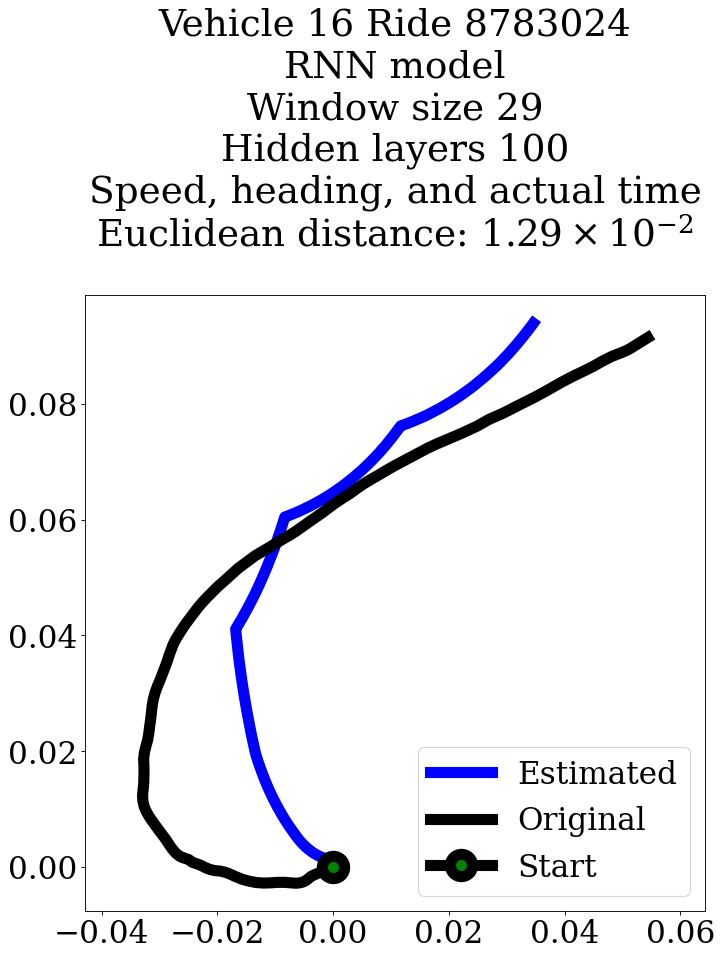 Vehicle 16 Ride 8783024
RNN model
Window size 29
Hidden layers 100
Speed, heading, and actual time
Euclidean distance: 1.29 × 10⁻²
0.08
0.06
0.04
0.02
0.00
Estimated
Original
Start
−0.04 −0.02 0.00 0.02 0.04 0.06